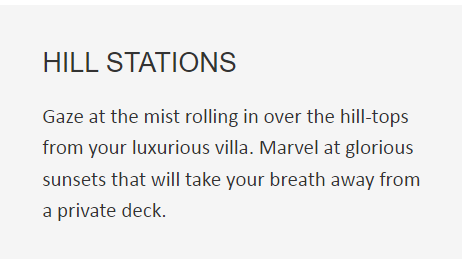 HILL STATIONS
Gaze at the mist rolling in over the hill-tops
from your luxurious villa. Marvel at glorious
sunsets that will take your breath away from
a private deck.